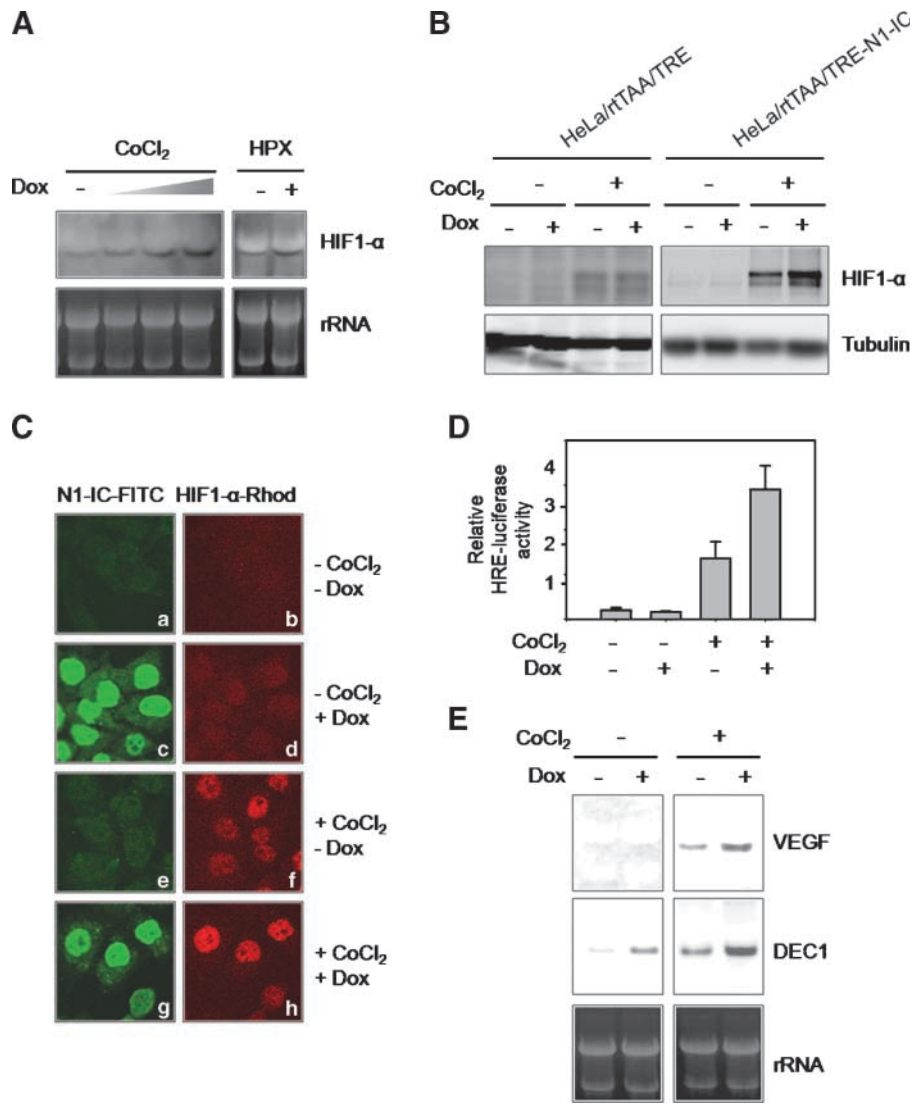 A
CoCl₂ HPX
Dox - - +
HIF1-α
rRNA
B
HeLa/rtTAA/TRE HeLa/rtTAA/TRE-N1-IC
CoCl₂ - + - +
Dox - + - + - + - +
HIF1-α
Tubulin
C
N1-IC-FITC HIF1-α-Rhod
a b
- CoCl₂
- Dox
c d
- CoCl₂
+ Dox
e f
+ CoCl₂
- Dox
g h
+ CoCl₂
+ Dox
D
Relative
HRE-luciferase
activity
4
3
2
1
CoCl₂ - - + +
Dox - + - +
E
CoCl₂ - +
Dox - + - +
VEGF
DEC1
rRNA